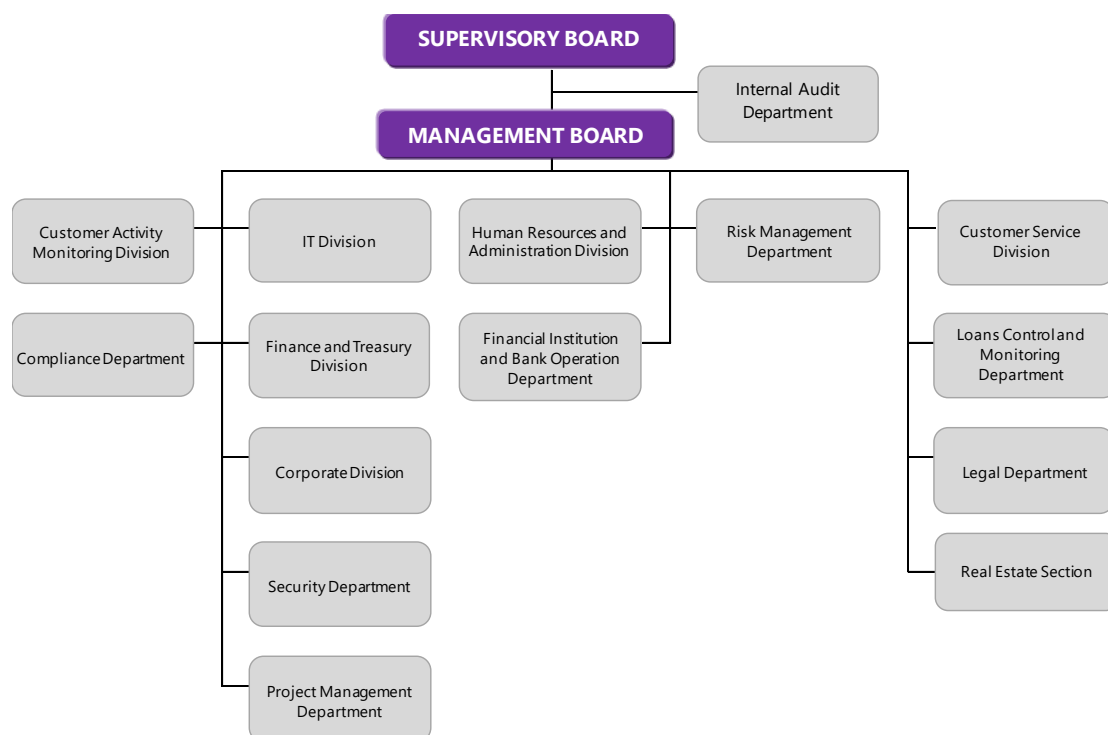 SUPERVISORY BOARD
Internal Audit
Department
MANAGEMENT BOARD
Customer Activity
Monitoring Division
IT Division
Human Resources and
Administration Division
Risk Management
Department
Customer Service
Division
Compliance Department
Finance and Treasury
Division
Financial Institution
and Bank Operation
Department
Loans Control and
Monitoring
Department
Corporate Division
Legal Department
Security Department
Real Estate Section
Project Management
Department